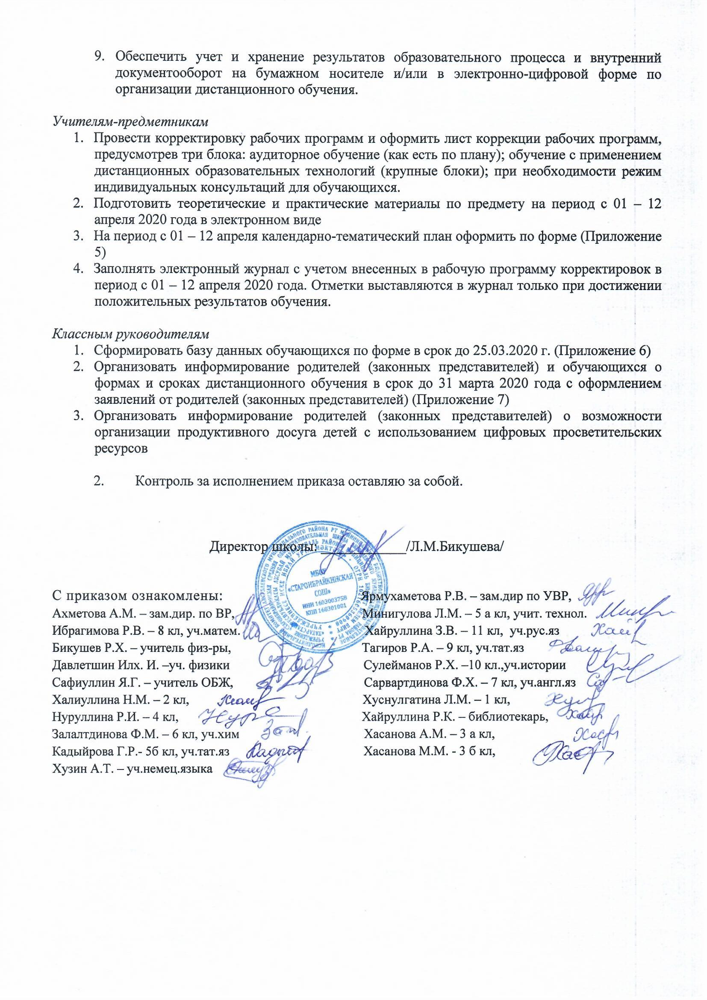 9. Обеспечить учет и хранение результатов образовательного процесса и внутренний
документооборот на бумажном носителе и/или в электронно-цифровой форме по
организации дистанционного обучения.
Учителям-предметникам
1. Провести корректировку рабочих программ и оформить лист коррекции рабочих программ,
предусмотрев три блока: аудиторное обучение (как есть по плану); обучение с применением
дистанционных образовательных технологий (крупные блоки); при необходимости режим
индивидуальных консультаций для обучающихся.
2. Подготовить теоретические и практические материалы по предмету на период с 01 – 12
апреля 2020 года в электронном виде
3. На период с 01 – 12 апреля календарно-тематический план оформить по форме (Приложение
5)
4. Заполнять электронный журнал с учетом внесенных в рабочую программу корректировок в
период с 01 – 12 апреля 2020 года. Отметки выставляются в журнал только при достижении
положительных результатов обучения.
Классным руководителям
1. Сформировать базу данных обучающихся по форме в срок до 25.03.2020 г. (Приложение 6)
2. Организовать информирование родителей (законных представителей) и обучающихся о
формах и сроках дистанционного обучения в срок до 31 марта 2020 года с оформлением
заявлений от родителей (законных представителей) (Приложение 7)
3. Организовать информирование родителей (законных представителей) о возможности
организации продуктивного досуга детей с использованием цифровых просветительских
ресурсов
2. Контроль за исполнением приказа оставляю за собой.
Директор школы: ____________/Л.М.Бикушева/
МБОУ
«СТАРОИБРАЙКИНСКАЯ
СОШ»
ИНН 1603003758
КПП 160301001
С приказом ознакомлены: Ярмухаметова Р.В. – зам.дир по УВР,
Ахметова А.М. – зам.дир. по ВР, Минигулова Л.М. – 5 а кл, учит. технол.
Ибрагимова Р.В. – 8 кл, уч.матем. Хайруллина З.В. – 11 кл, уч.рус.яз
Бикушев Р.Х. – учитель физ-ры, Тагиров Р.А. – 9 кл, уч.тат.яз
Давлетшин Илх. И. –уч. физики Сулейманов Р.Х. –10 кл.,уч.истории
Сафиуллин Я.Г. – учитель ОБЖ, Сарвартдинова Ф.Х. – 7 кл, уч.англ.яз
Халиуллина Н.М. – 2 кл, Хуснулгатина Л.М. – 1 кл,
Нуруллина Р.И. – 4 кл, Хайруллина Р.К. – библиотекарь,
Залалтдинова Ф.М. – 6 кл, уч.хим Хасанова А.М. – 3 а кл,
Кадыйрова Г.Р.- 5б кл, уч.тат.яз Хасанова М.М. - 3 б кл,
Хузин А.Т. – уч.немец.языка